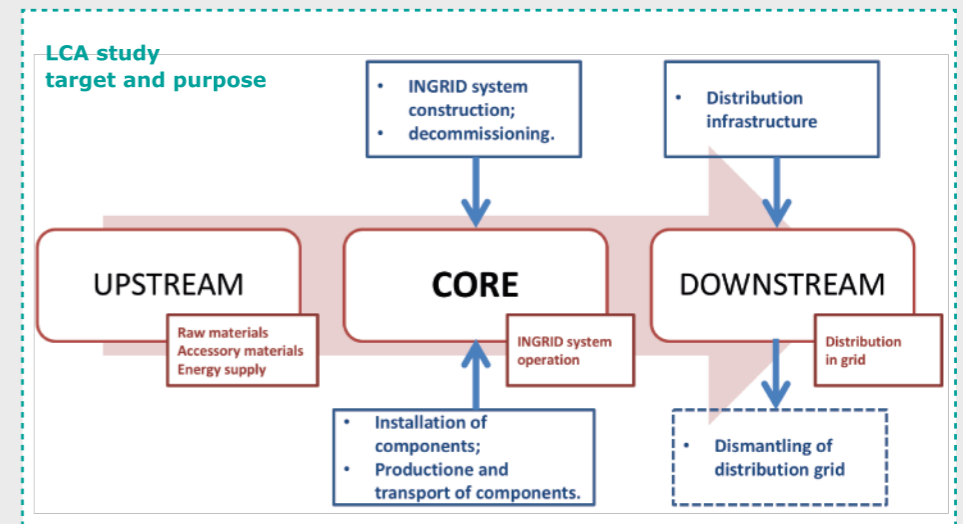 LCA study
target and purpose
• INGRID system
construction;
• decommissioning.
• Distribution
infrastructure
UPSTREAM
Raw materials
Accessory materials
Energy supply
CORE
INGRID system
operation
DOWNSTREAM
Distribution
in grid
• Installation of
components;
• Productione and
transport of components.
• Dismantling of
distribution grid